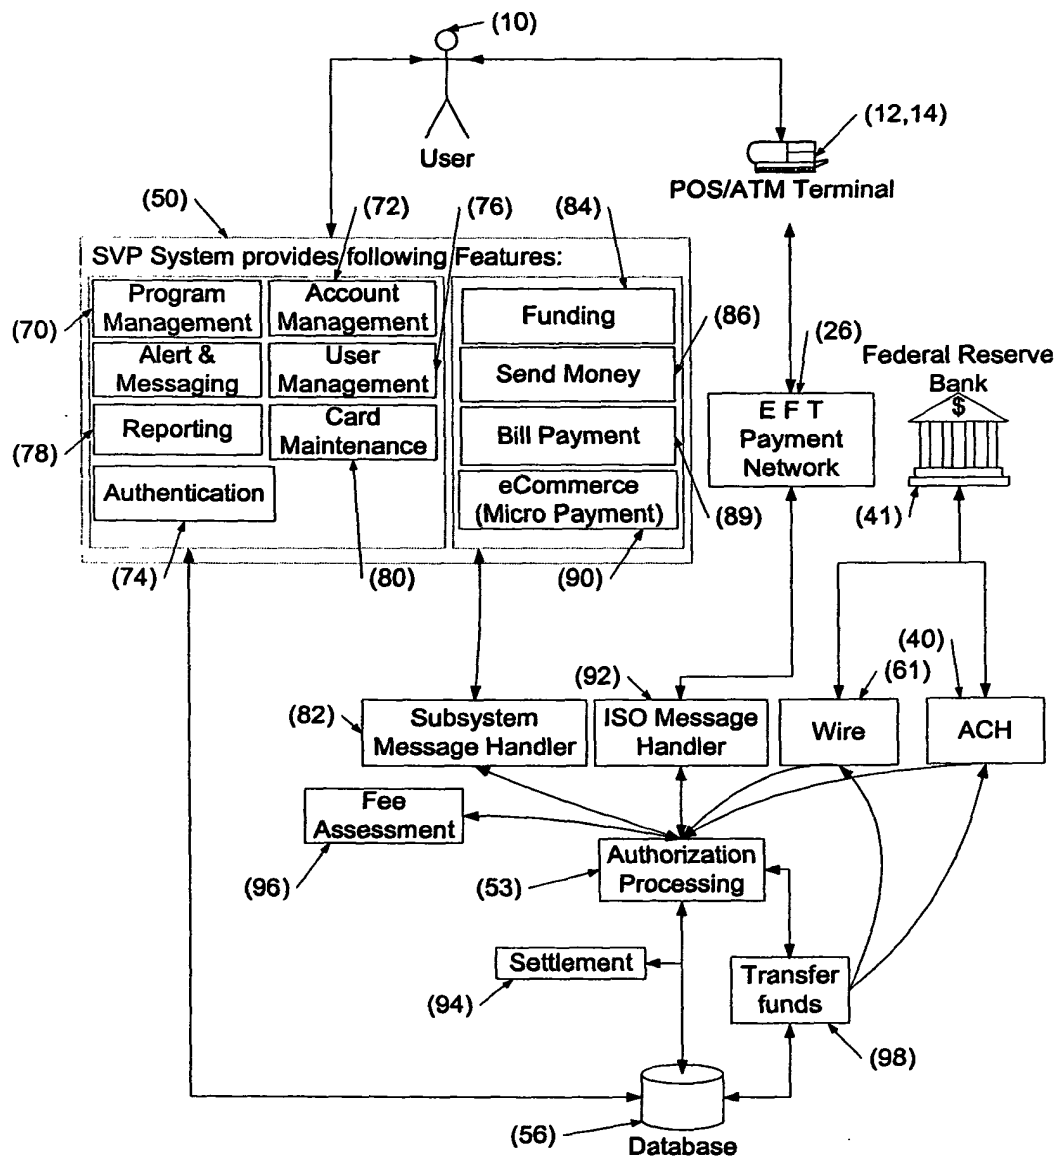 (10)
User
(12,14)
POS/ATM Terminal
(50)
(72)
(76)
(84)
SVP System provides following Features:
Program
Management
Account
Management
(70)
Alert &
Messaging
User
Management
Reporting
(78)
Card
Maintenance
Authentication
(74)
(80)
Funding
Send Money
(86)
Bill Payment
eCommerce
(Micro Payment)
(89)
(90)
(26)
E F T
Payment
Network
Federal Reserve
Bank
$
(41)
(40)
(61)
(92)
(82)
Subsystem
Message Handler
ISO Message
Handler
Wire
ACH
Fee
Assessment
(96)
Authorization
Processing
(53)
Settlement
(94)
Transfer
funds
(98)
(56)
Database